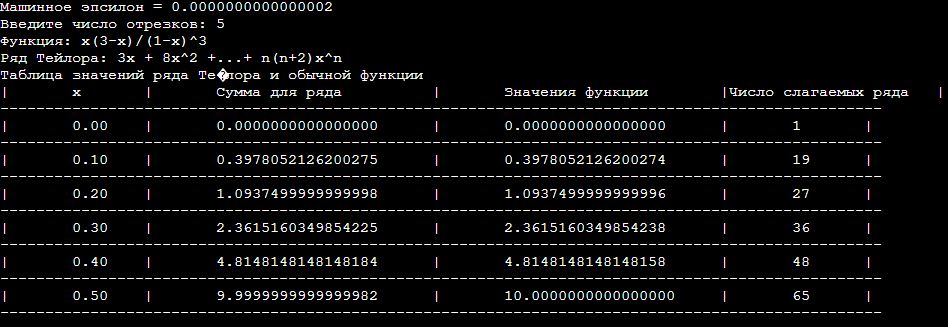 Машинное эпсилон = 0.0000000000000002
Введите число отрезков: 5
Функция: x(3-x)/(1-x)^3
Ряд Тейлора: 3x + 8x^2 +...+ n(n+2)x^n
Таблица значений ряда Те�лора и обычной функции
| x | Сумма для ряда | Значения функции |Число слагаемых ряда |
| 0.00 | 0.0000000000000000 | 0.0000000000000000 | 1 |
| 0.10 | 0.3978052126200275 | 0.3978052126200274 | 19 |
| 0.20 | 1.0937499999999998 | 1.0937499999999996 | 27 |
| 0.30 | 2.3615160349854225 | 2.3615160349854238 | 36 |
| 0.40 | 4.8148148148148184 | 4.8148148148148158 | 48 |
| 0.50 | 9.9999999999999982 | 10.0000000000000000 | 65 |